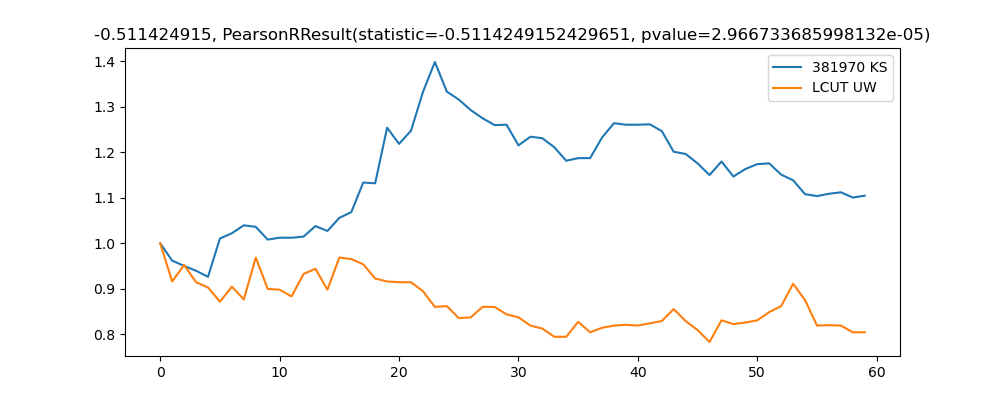 -0.511424915, PearsonRResult(statistic=-0.5114249152429651, pvalue=2.966733685998132e-05)
381970 KS
LCUT UW
1.4
1.3
1.2
1.1
1.0
0.9
0.8
0 10 20 30 40 50 60